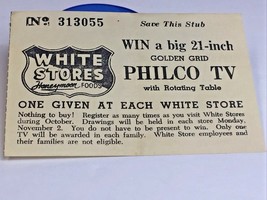 No. 313055
Save This Stub
WHITE
STORES
Honeymoon FOODS
WIN a big 21-inch
GOLDEN GRID
PHILCO TV
with Rotating Table
ONE GIVEN AT EACH WHITE STORE
Nothing to buy! Register as many times as you visit White Stores
during October. Drawings will be held in each store Monday,
November 2. You do not have to be present to win. Only one
TV will be awarded in each family. White Store employees and
their families are not eligible.